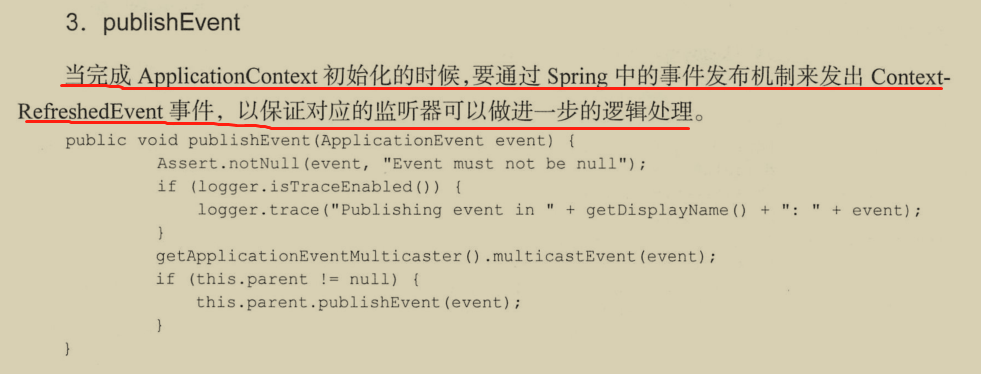 3. publishEvent
当完成 ApplicationContext 初始化的时候，要通过 Spring 中的事件发布机制来发出 Context-
RefreshedEvent 事件，以保证对应的监听器可以做进一步的逻辑处理。
public void publishEvent(ApplicationEvent event) {
Assert.notNull(event, "Event must not be null");
if (logger.isTraceEnabled()) {
logger.trace("Publishing event in " + getDisplayName() + ": " + event);
}
getApplicationEventMulticaster().multicastEvent(event);
if (this.parent != null) {
this.parent.publishEvent(event);
}
}